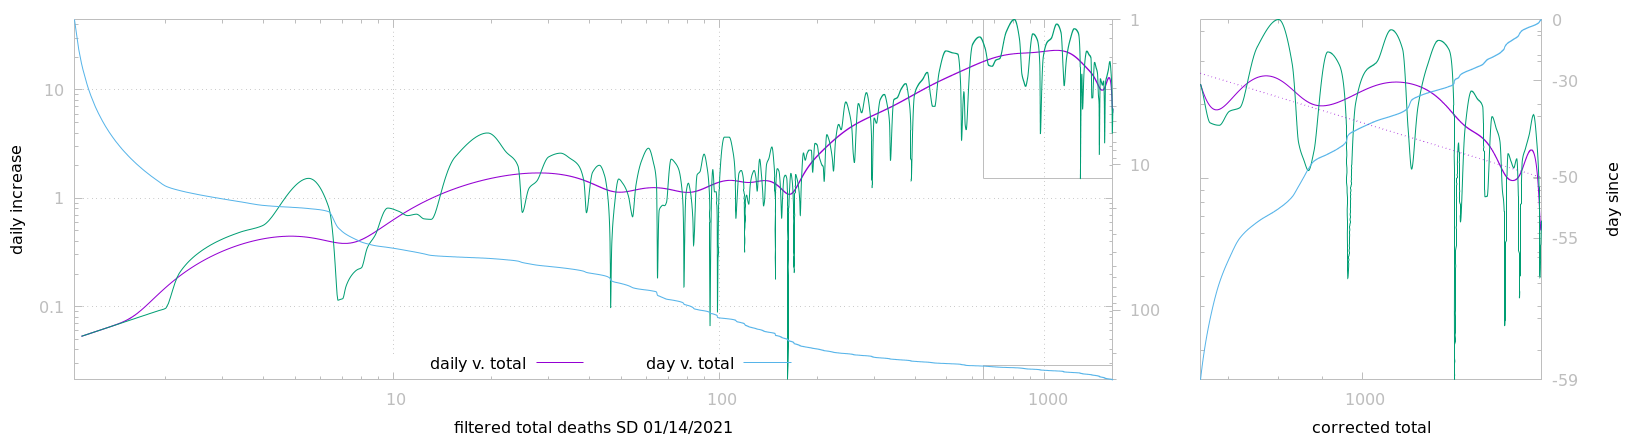 daily increase
10
1
0.1
daily v. total
day v. total
1
10
100
10
100
1000
filtered total deaths SD 01/14/2021
0
-30
-50
-55
-59
day since
1000
corrected total